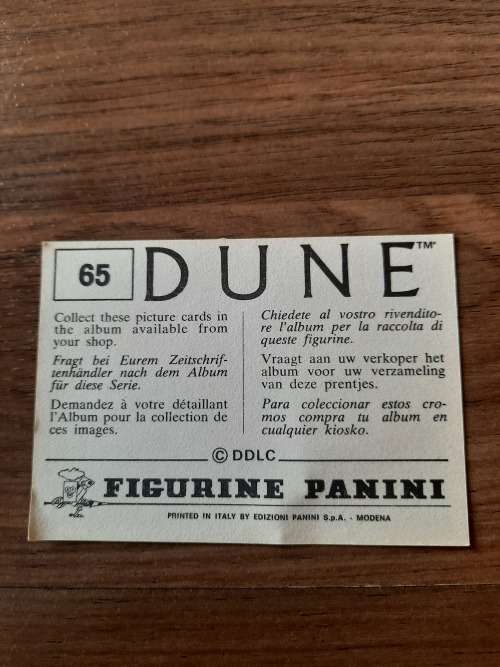 65
DUNE™
Collect these picture cards in
the album available from
your shop.
Fragt bei Eurem Zeitschrif-
tenhändler nach dem Album
für diese Serie.
Demandez à votre détaillant
l'Album pour la collection de
ces images.
Chiedete al vostro rivendito-
re l'album per la raccolta di
queste figurine.
Vraagt aan uw verkoper het
album voor uw verzameling
van deze prentjes.
Para coleccionar estos cro-
mos compra tu album en
cualquier kiosko.
© DDLC
FIGURINE PANINI
PRINTED IN ITALY BY EDIZIONI PANINI S.p.A. - MODENA